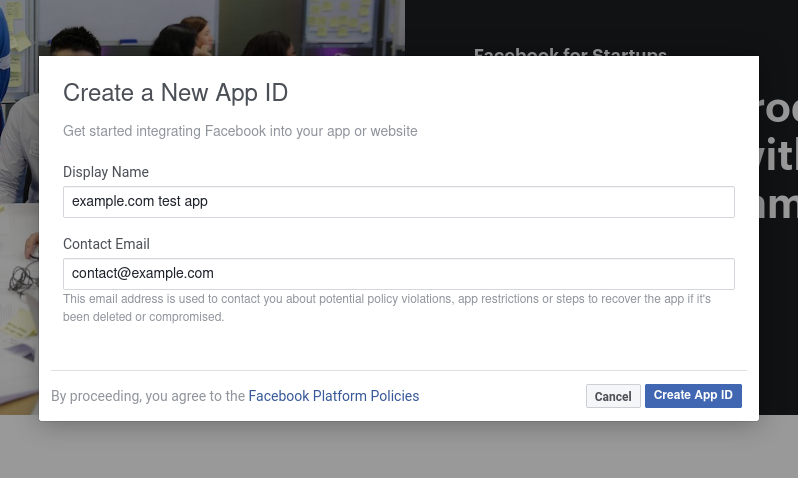 Facebook for Startups
Create a New App ID
Get started integrating Facebook into your app or website
Display Name
example.com test app
Contact Email
contact@example.com
This email address is used to contact you about potential policy violations, app restrictions or steps to recover the app if it's
been deleted or compromised.
By proceeding, you agree to the Facebook Platform Policies
Cancel
Create App ID